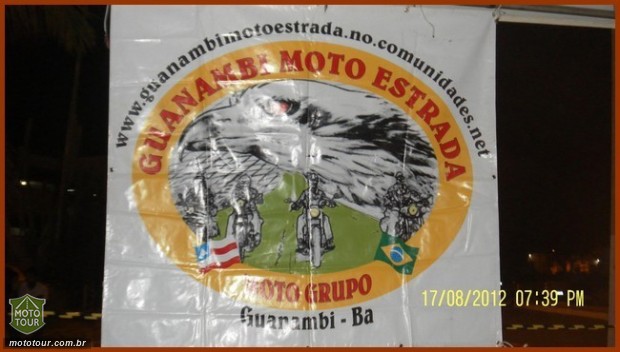 www.guanambimotoestrada.no.comunidades.net
GUANAMBI MOTO ESTRADA
MOTO GRUPO
Guanambi - Ba
17/08/2012 07:39 PM
MOTO
TOUR
mototour.com.br